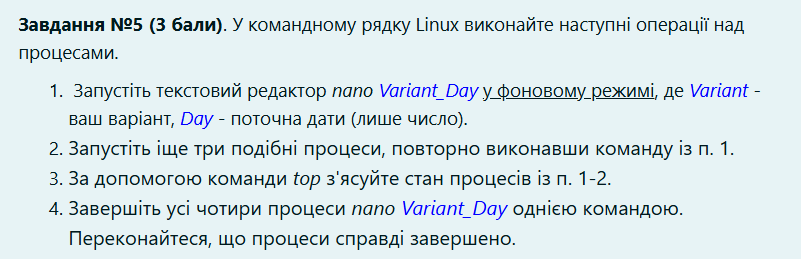 Завдання №5 (3 бали). У командному рядку Linux виконайте наступні операції над
процесами.
1. Запустіть текстовий редактор nano Variant_Day у фоновому режимі, де Variant -
ваш варіант, Day - поточна дати (лише число).
2. Запустіть іще три подібні процеси, повторно виконавши команду із п. 1.
3. За допомогою команди top з'ясуйте стан процесів із п. 1-2.
4. Завершіть усі чотири процеси nano Variant_Day однією командою.
Переконайтеся, що процеси справді завершено.